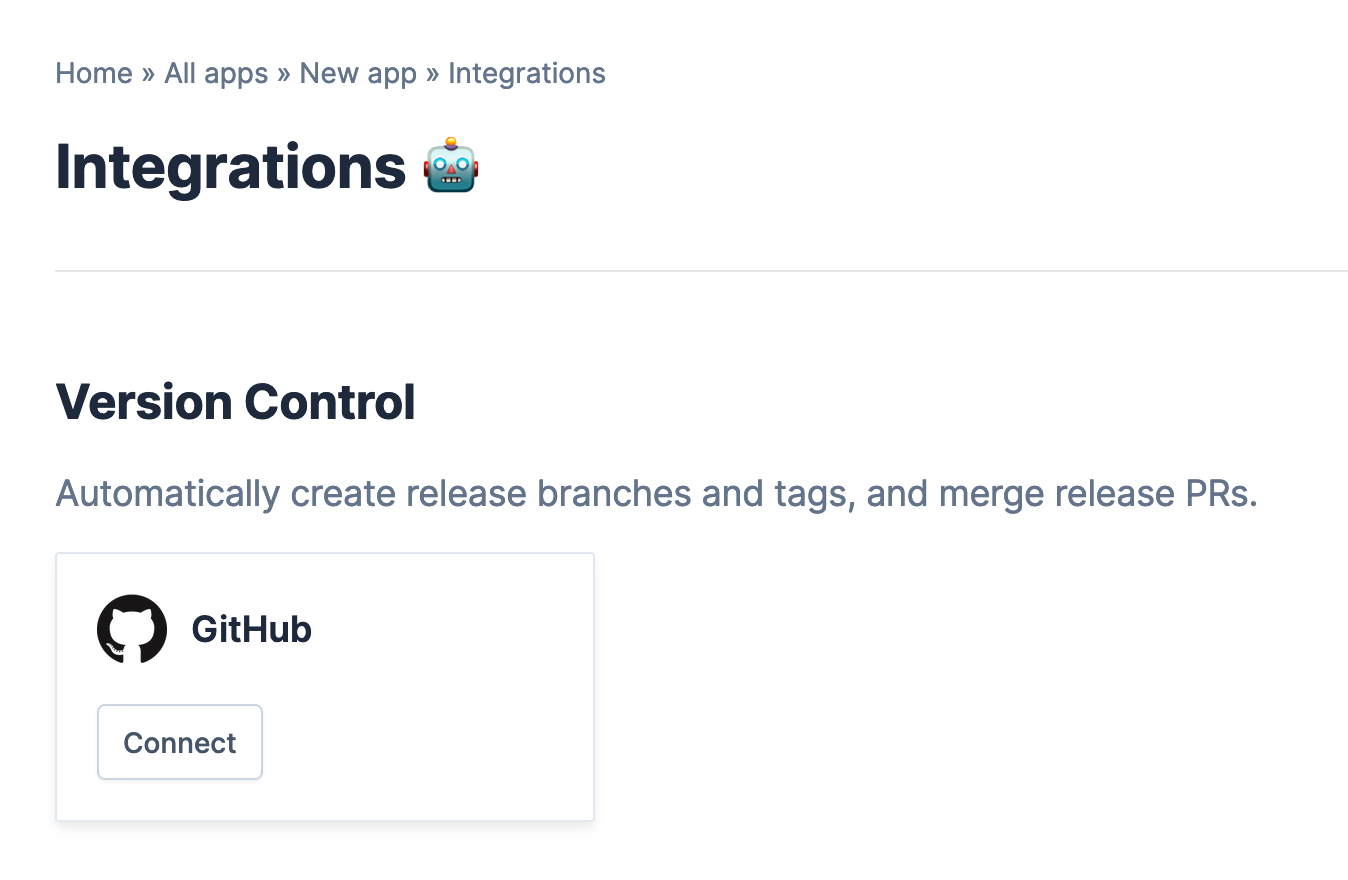 Home » All apps » New app » Integrations
Integrations 🤖
Version Control
Automatically create release branches and tags, and merge release PRs.
GitHub
Connect